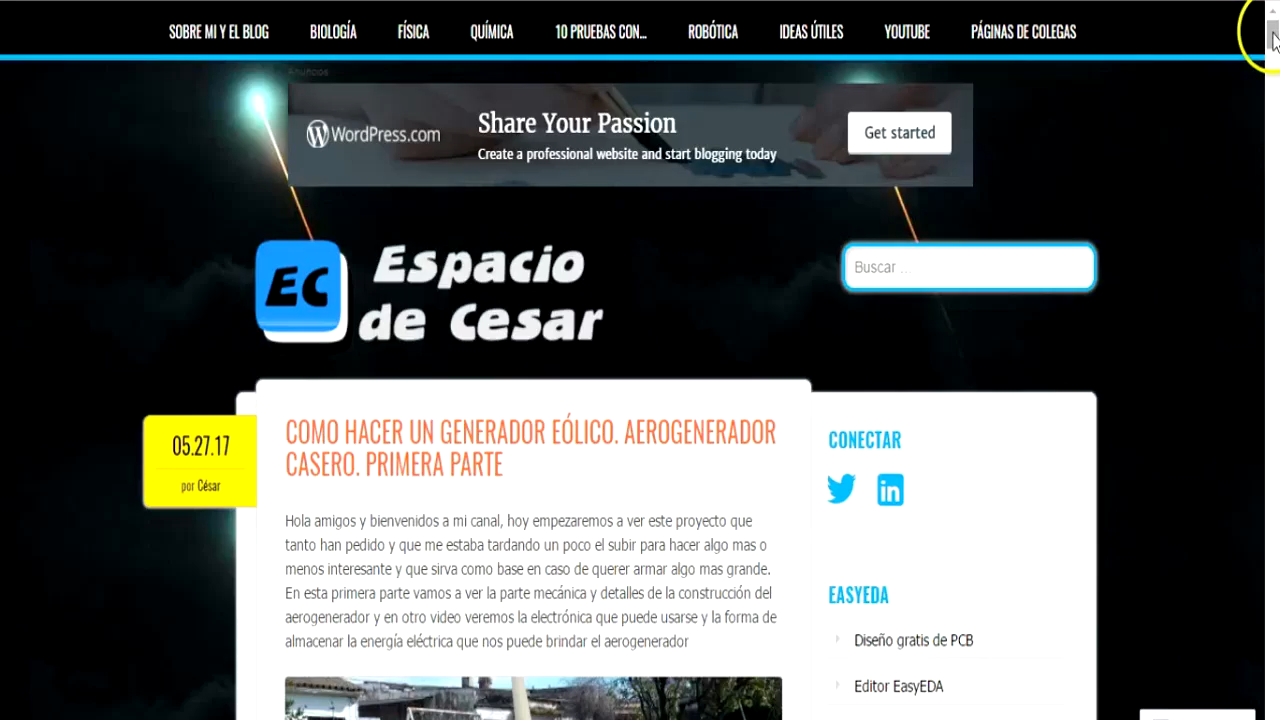 SOBRE MI Y EL BLOG BIOLOGÍA FÍSICA QUÍMICA 10 PRUEBAS CON... ROBÓTICA IDEAS ÚTILES YOUTUBE PÁGINAS DE COLEGAS
Anuncios
WordPress.com
Share Your Passion
Create a professional website and start blogging today
Get started
EC
Espacio
de Cesar
Buscar ...
05.27.17
por César
COMO HACER UN GENERADOR EÓLICO. AEROGENERADOR
CASERO. PRIMERA PARTE
Hola amigos y bienvenidos a mi canal, hoy empezaremos a ver este proyecto que
tanto han pedido y que me estaba tardando un poco el subir para hacer algo mas o
menos interesante y que sirva como base en caso de querer armar algo mas grande.
En esta primera parte vamos a ver la parte mecánica y detalles de la construcción del
aerogenerador y en otro video veremos la electrónica que puede usarse y la forma de
almacenar la energía eléctrica que nos puede brindar el aerogenerador
CONECTAR
in
EASYEDA
Diseño gratis de PCB
Editor EasyEDA